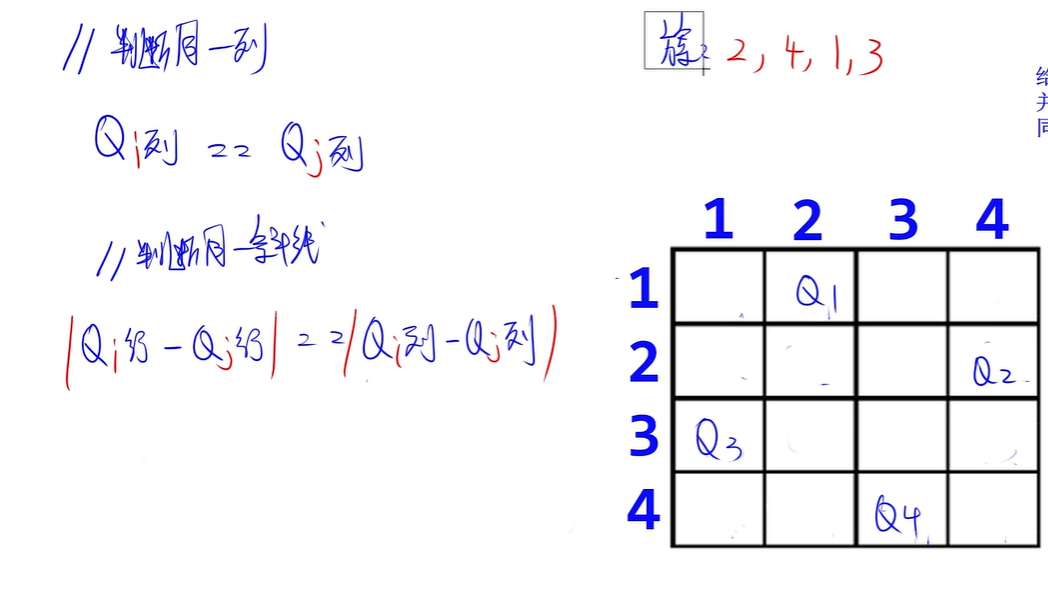 // 判断同一列
Qi列 == Qj列
// 判断同一斜线
|Qi行 - Qj行| == |Qi列 - Qj列|
: 2, 4, 1, 3
给
并
同
1 2 3 4
1 Q1
2 Q2
3 Q3
4 Q4